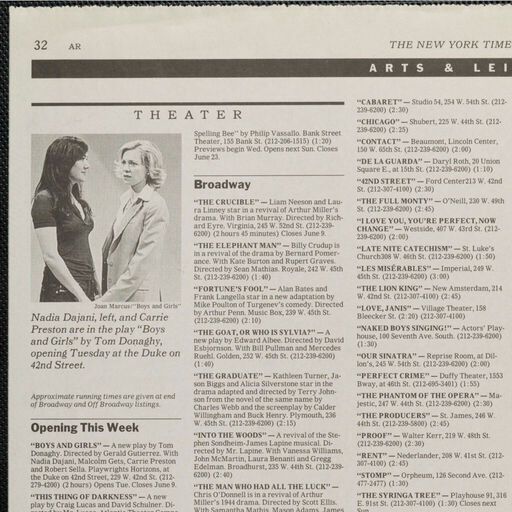 32 AR
THE NEW YORK TIME
ARTS & LEI
THEATER
Joan Marcus/"Boys and Girls"
Nadia Dajani, left, and Carrie
Preston are in the play "Boys
and Girls" by Tom Donaghy,
opening Tuesday at the Duke on
42nd Street.
Approximate running times are given at end
of Broadway and Off Broadway listings.
Opening This Week
"BOYS AND GIRLS" — A new play by Tom
Donaghy. Directed by Gerald Gutierrez. With
Nadia Dajani, Malcolm Gets, Carrie Preston
and Robert Sella. Playwrights Horizons, at
the Duke on 42nd Street, 229 W. 42nd St. (212-
279-4200) (2 hours) Opens Tues. Closes June 9.
"THIS THING OF DARKNESS" — A new
play by Craig Lucas and David Schulner. Di-
Spelling Bee" by Philip Vassallo. Bank Street
Theater, 155 Bank St. (212-206-1515) (1:20)
Previews begin Wed. Opens next Sun. Closes
June 23.
Broadway
"THE CRUCIBLE" — Liam Neeson and Lau-
ra Linney star in a revival of Arthur Miller's
drama. With Brian Murray. Directed by Rich-
ard Eyre. Virginia, 245 W. 52nd St. (212-239-
6200) (2 hours 45 minutes) Closes June 9.
"THE ELEPHANT MAN" — Billy Crudup is
in a revival of the drama by Bernard Pomer-
ance. With Kate Burton and Rupert Graves.
Directed by Sean Mathias. Royale, 242 W. 45th
St. (212-239-6200) (1:40)
"FORTUNE'S FOOL" — Alan Bates and
Frank Langella star in a new adaptation by
Mike Poulton of Turgenev's comedy. Directed
by Arthur Penn. Music Box, 239 W. 45th St.
(212-239-6200) (2:10)
"THE GOAT, OR WHO IS SYLVIA?" — A
new play by Edward Albee. Directed by David
Esbjornson. With Bill Pullman and Mercedes
Ruehl. Golden, 252 W. 45th St. (212-239-6200)
(1:40)
"THE GRADUATE" — Kathleen Turner, Ja-
son Biggs and Alicia Silverstone star in the
drama adapted and directed by Terry John-
son from the novel of the same name by
Charles Webb and the screenplay by Calder
Willingham and Buck Henry. Plymouth, 236
W. 45th St. (212-239-6200) (2:15)
"INTO THE WOODS" — A revival of the Ste-
phen Sondheim-James Lapine musical. Di-
rected by Mr. Lapine. With Vanessa Williams,
John McMartin, Laura Benanti and Gregg
Edelman. Broadhurst, 235 W. 44th St. (212-239-
6200) (2:40)
"THE MAN WHO HAD ALL THE LUCK" —
Chris O'Donnell is in a revival of Arthur
Miller's 1944 drama. Directed by Scott Ellis.
With Samantha Mathis, Mason Adams, James
"CABARET" — Studio 54, 254 W. 54th St. (212-
239-6200) (2:30)
"CHICAGO" — Shubert, 225 W. 44th St. (212-
239-6200) (2:25)
"CONTACT" — Beaumont, Lincoln Center,
150 W. 65th St. (212-239-6200) (2:00)
"DE LA GUARDA" — Daryl Roth, 20 Union
Square E., at 15th St. (212-239-6200) (1:10)
"42ND STREET" — Ford Center213 W. 42nd
St. (212-307-4100) (2:30)
"THE FULL MONTY" — O'Neill, 230 W. 49th
St. (212-239-6200) (2:45)
"I LOVE YOU, YOU'RE PERFECT, NOW
CHANGE" — Westside, 407 W. 43rd St. (212-
239-6200) (2:00)
"LATE NITE CATECHISM" — St. Luke's
Church308 W. 46th St. (212-239-6200) (1:50)
"LES MISÉRABLES" — Imperial, 249 W.
45th St. (212-239-6200) (3:00)
"THE LION KING" — New Amsterdam, 214
W. 42nd St. (212-307-4100) (2:45)
"LOVE, JANIS" — Village Theater, 158
Bleecker St. (2:20) (212-307-4100)
"NAKED BOYS SINGING!" — Actors' Play-
house, 100 Seventh Ave. South. (212-239-6200)
(1:30)
"OUR SINATRA" — Reprise Room, at Dil-
lon's, 245 W. 54th St. (212-239-6200) (2:00)
"PERFECT CRIME" — Duffy Theater, 1553
Bway, at 46th St. (212-695-3401) (1:55)
"THE PHANTOM OF THE OPERA" — Ma-
jestic, 247 W. 44th St. (212-239-6200) (2:30)
"THE PRODUCERS" — St. James, 246 W.
44th St. (212-239-5800) (2:45)
"PROOF" — Walter Kerr, 219 W. 48th St.
(212-239-6200) (2:30)
"RENT" — Nederlander, 208 W. 41st St. (212-
307-4100) (2:45)
"STOMP" — Orpheum, 126 Second Ave. (212-
477-2477) (1:30)
"THE SYRINGA TREE" — Playhouse 91, 316
E. 91st St. (212-307-4100) (1:30) Closes next
Sun.